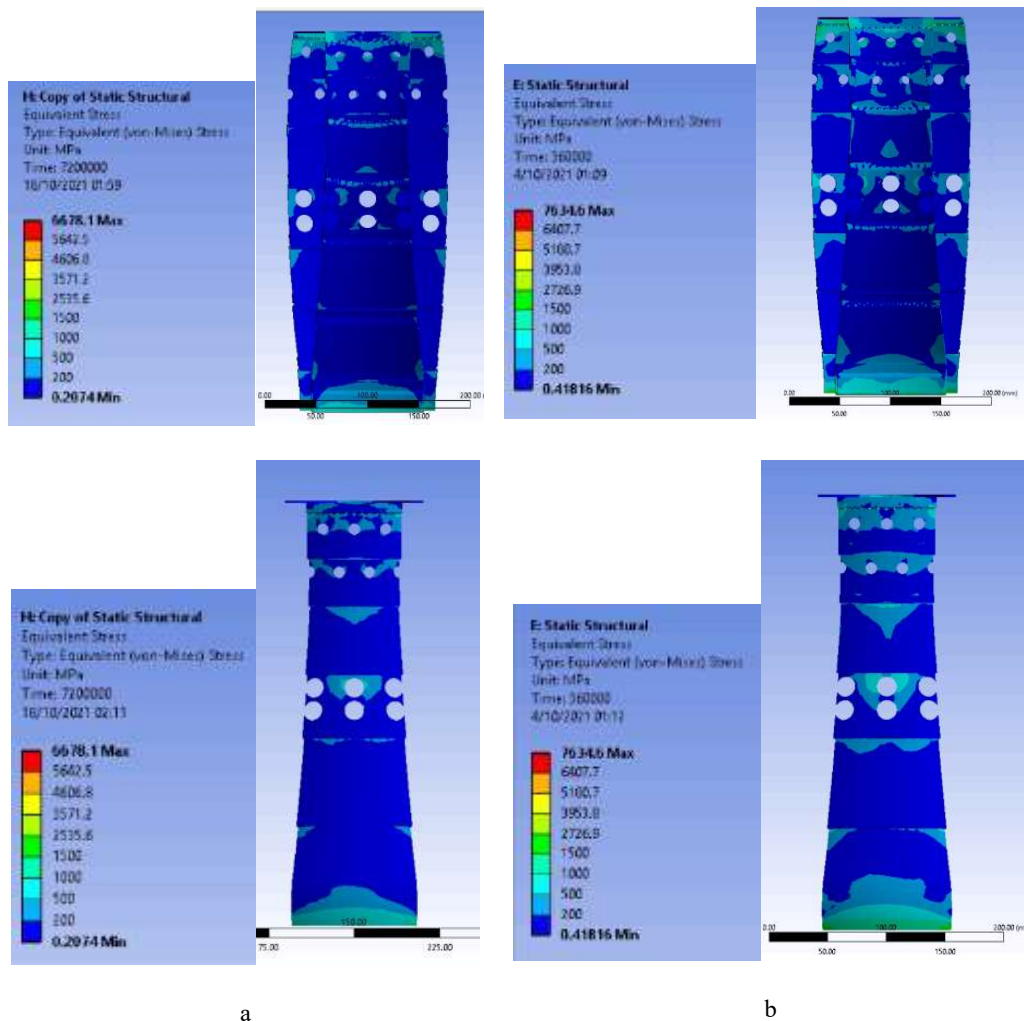 H: Copy of Static Structural
Equivalent Stress
Type: Equivalent (von-Mises) Stress
Unit: MPa
Time: 7200000
16/10/2021 01:59
6678.1 Max
5642.5
4606.8
3571.2
2535.6
1500
1000
500
200
0.2074 Min
0.00
100.00
200.00
50.00
150.00
E: Static Structural
Equivalent Stress
Type: Equivalent (von-Mises) Stress
Unit: MPa
Time: 360000
4/10/2021 01:09
7634.6 Max
6407.7
5180.7
3953.8
2726.9
1500
1000
500
200
0.41816 Min
0.00
100.00
200.00 (mm)
50.00
150.00
H: Copy of Static Structural
Equivalent Stress
Type: Equivalent (von-Mises) Stress
Unit: MPa
Time: 7200000
16/10/2021 02:11
6678.1 Max
5642.5
4606.8
3571.2
2535.6
1500
1000
500
200
0.2074 Min
150.00
75.00
225.00
E: Static Structural
Equivalent Stress
Type: Equivalent (von-Mises) Stress
Unit: MPa
Time: 360000
4/10/2021 01:12
7634.6 Max
6407.7
5180.7
3953.8
2726.9
1500
1000
500
200
0.41816 Min
0.00
100.00
50.00
150.00
a
b